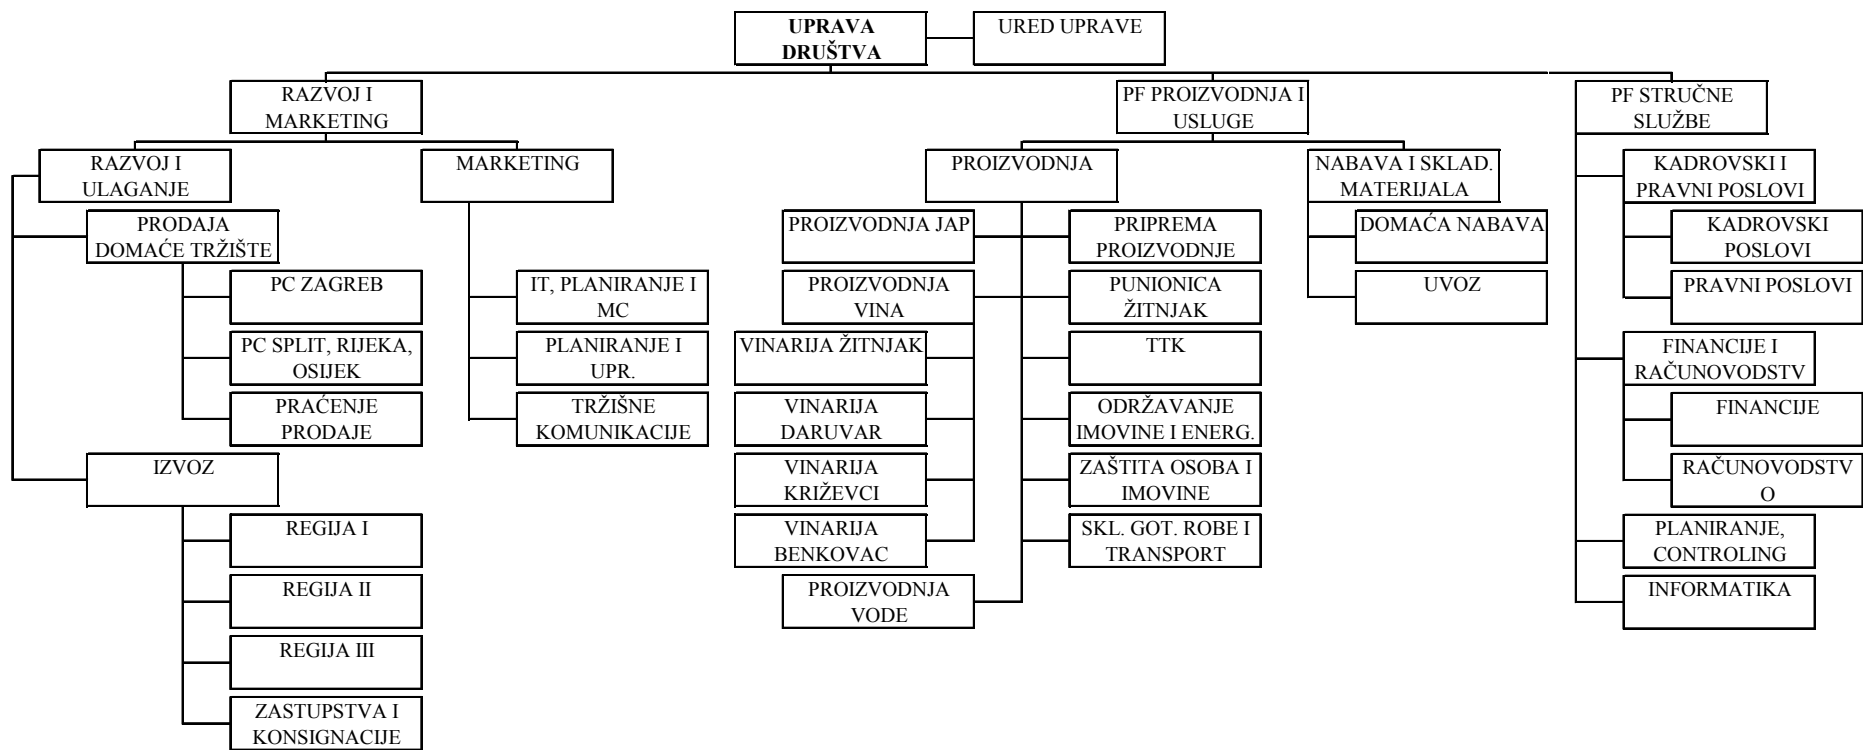 UPRAVA
DRUŠTVA
URED UPRAVE
RAZVOJ I
MARKETING
PF PROIZVODNJA I
USLUGE
PF STRUČNE
SLUŽBE
RAZVOJ I
ULAGANJE
MARKETING
PROIZVODNJA
NABAVA I SKLAD.
MATERIJALA
KADROVSKI I
PRAVNI POSLOVI
PRODAJA
DOMAĆE TRŽIŠTE
PROIZVODNJA JAP
PRIPREMA
PROIZVODNJE
DOMAĆA NABAVA
KADROVSKI
POSLOVI
PC ZAGREB
IT, PLANIRANJE I
MC
PROIZVODNJA
VINA
PUNIONICA
ŽITNJAK
UVOZ
PRAVNI POSLOVI
PC SPLIT, RIJEKA,
OSIJEK
PLANIRANJE I
UPR.
VINARIJA ŽITNJAK
TTK
FINANCIJE I
RAČUNOVODSTV
PRAĆENJE
PRODAJE
TRŽIŠNE
KOMUNIKACIJE
VINARIJA
DARUVAR
ODRŽAVANJE
IMOVINE I ENERG.
FINANCIJE
IZVOZ
VINARIJA
KRIŽEVCI
ZAŠTITA OSOBA I
IMOVINE
RAČUNOVODSTV
O
REGIJA I
VINARIJA
BENKOVAC
SKL. GOT. ROBE I
TRANSPORT
PLANIRANJE,
CONTROLING
REGIJA II
PROIZVODNJA
VODE
INFORMATIKA
REGIJA III
ZASTUPSTVA I
KONSIGNACIJE